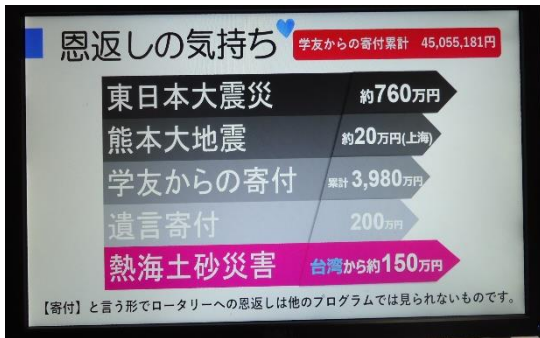 恩返しの気持ち
学友からの寄付累計 45,055,181円
東日本大震災 約760万円
熊本大地震 約20万円(上海)
学友からの寄付 累計 3,980万円
遺言寄付 200万円
熱海土砂災害 台湾から約150万円
【寄付】と言う形でロータリーへの恩返しは他のプログラムでは見られないものです。